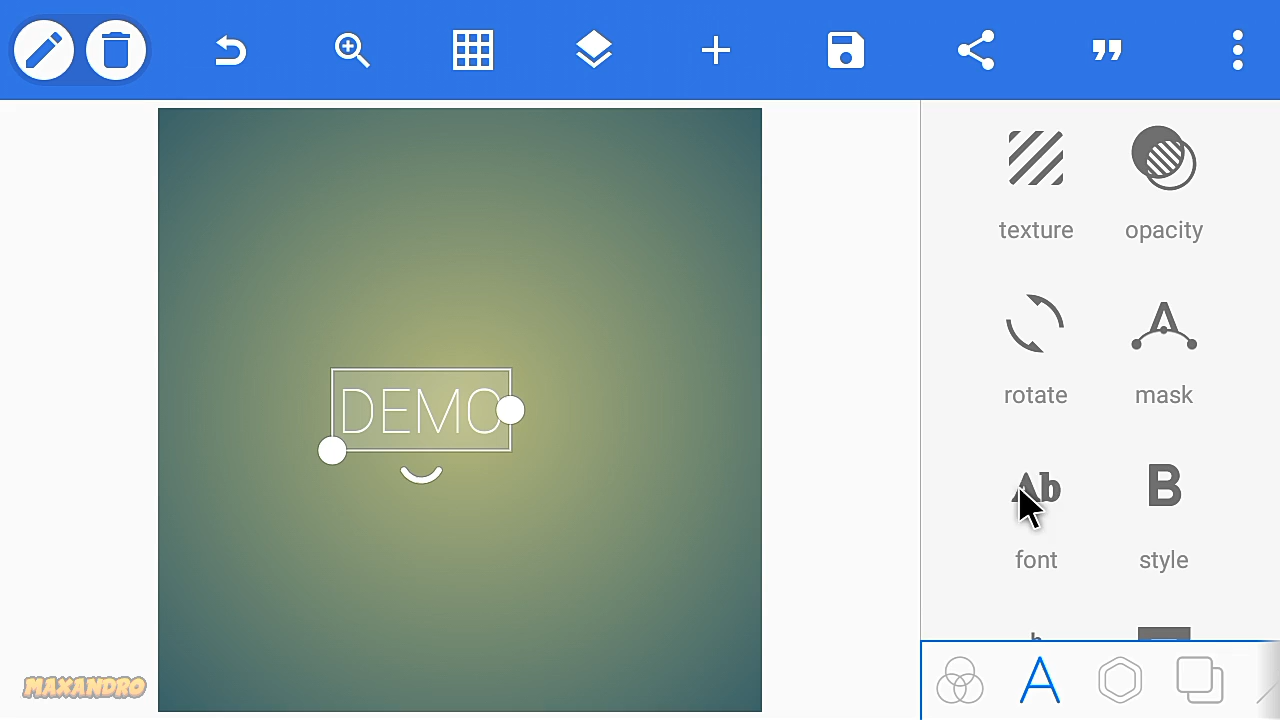 texture opacity
DEMO
rotate mask
Ab B
font style
MAXANDRO